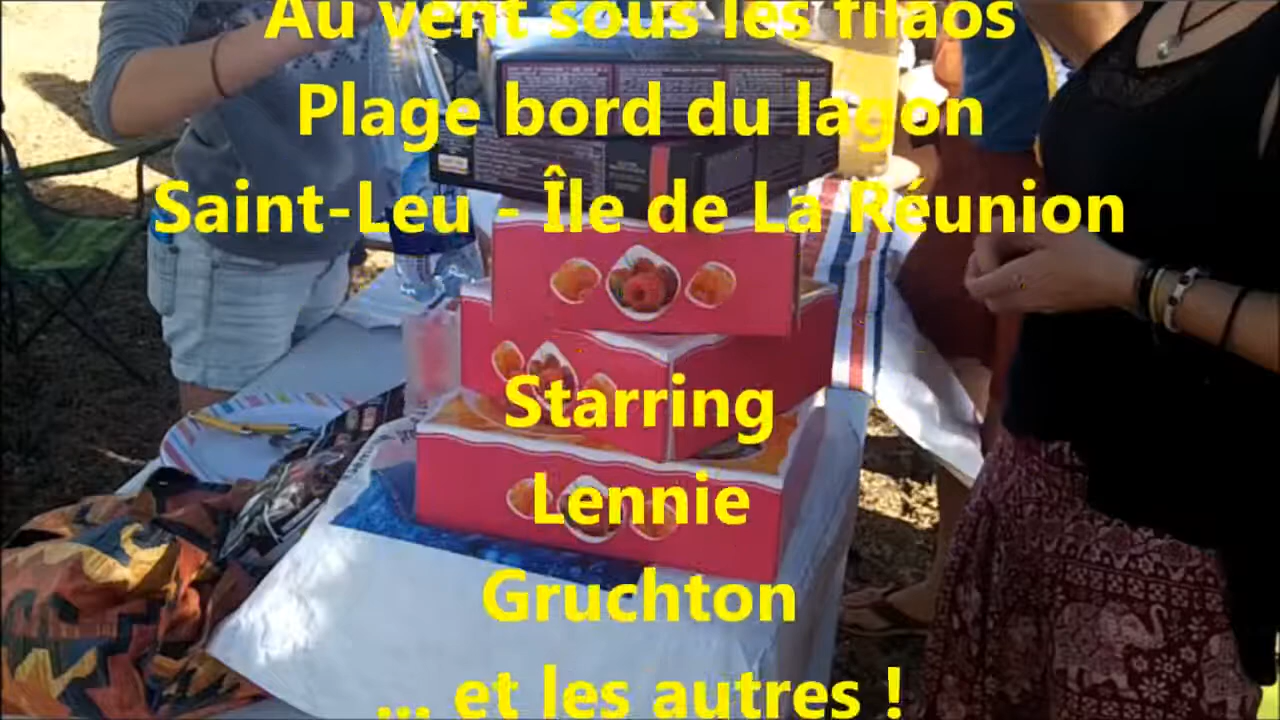 Au vent sous les filaos
Plage bord du lagon
Saint-Leu - Île de La Réunion
Starring
Lennie
Gruchton
... et les autres !